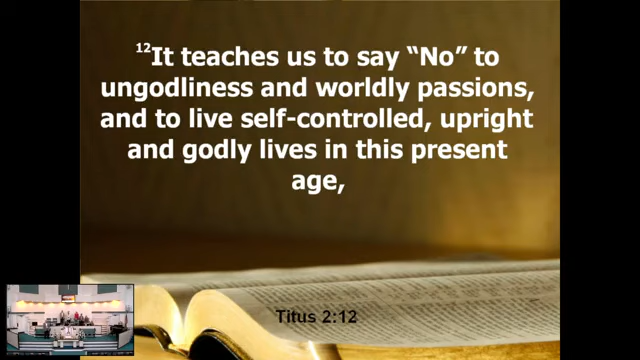 12It teaches us to say “No” to
ungodliness and worldly passions,
and to live self-controlled, upright
and godly lives in this present
age,
Titus 2:12